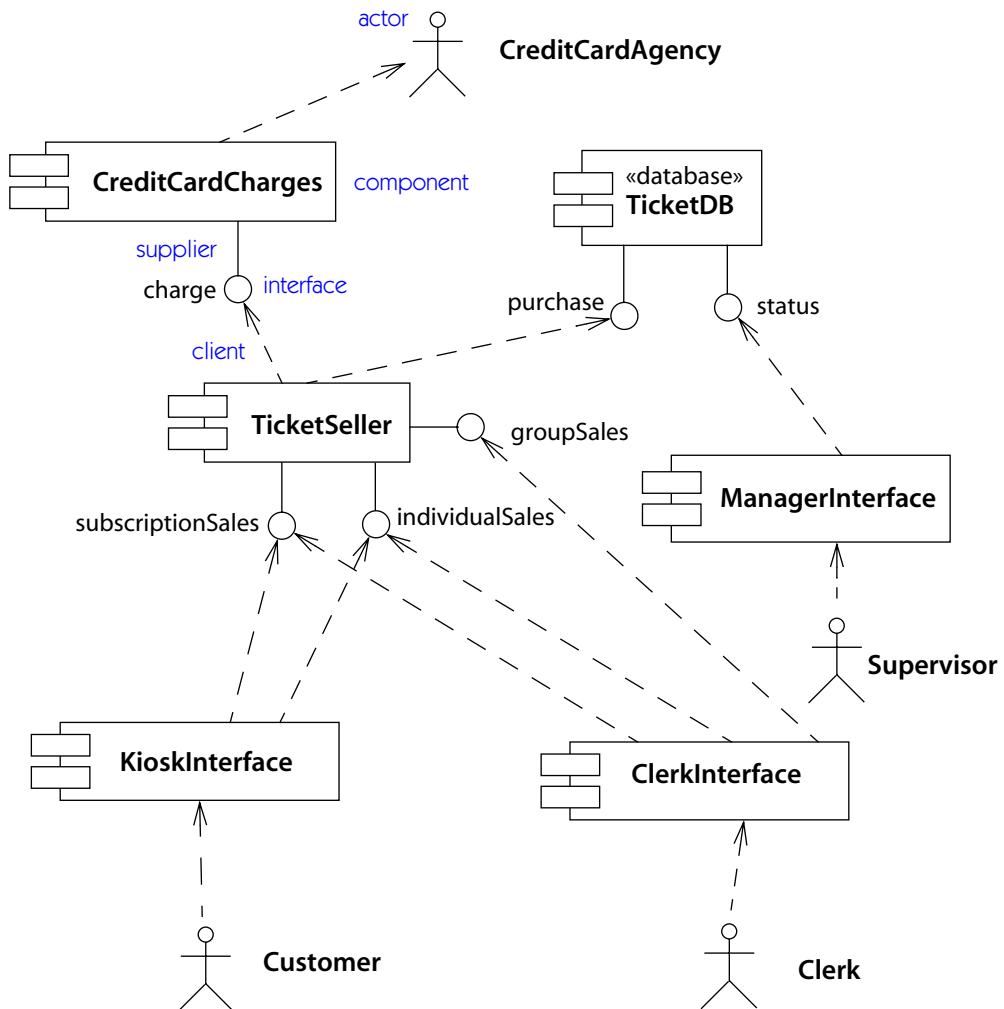 actor
CreditCardAgency
CreditCardCharges
component
«database»
TicketDB
supplier
charge
interface
purchase
status
client
TicketSeller
groupSales
ManagerInterface
subscriptionSales
individualSales
Supervisor
KioskInterface
ClerkInterface
Customer
Clerk